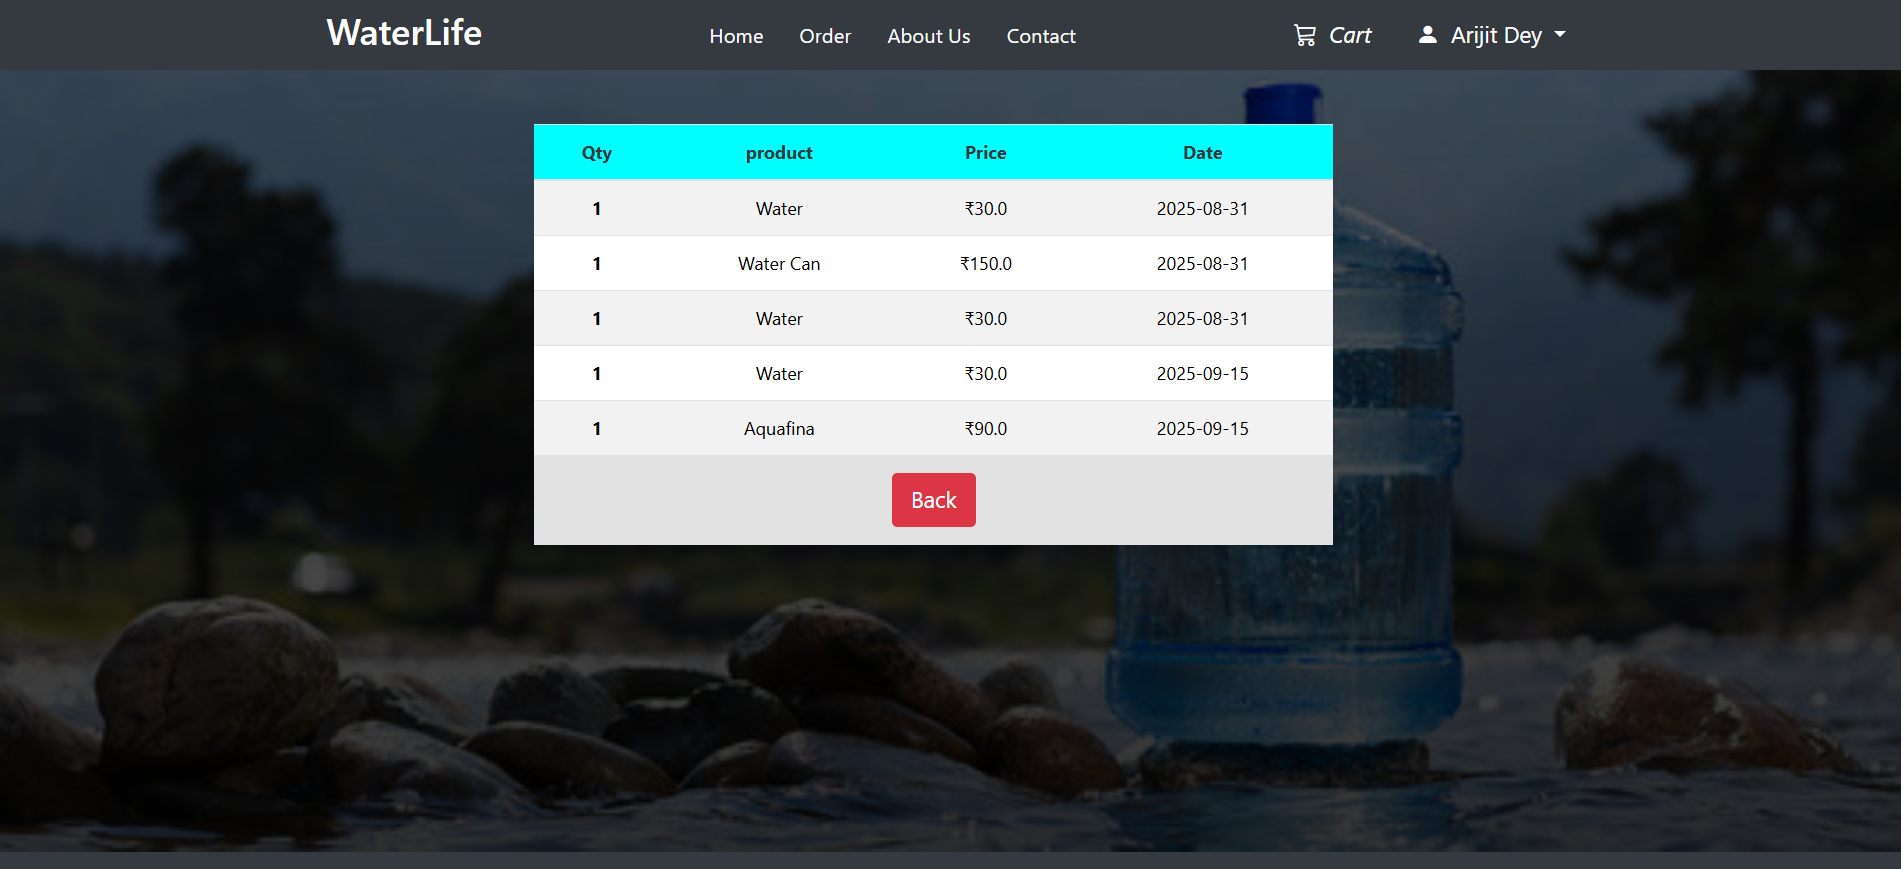 WaterLife Home Order About Us Contact Cart Arijit Dey
Qty product Price Date
1 Water ₹30.0 2025-08-31
1 Water Can ₹150.0 2025-08-31
1 Water ₹30.0 2025-08-31
1 Water ₹30.0 2025-09-15
1 Aquafina ₹90.0 2025-09-15
Back